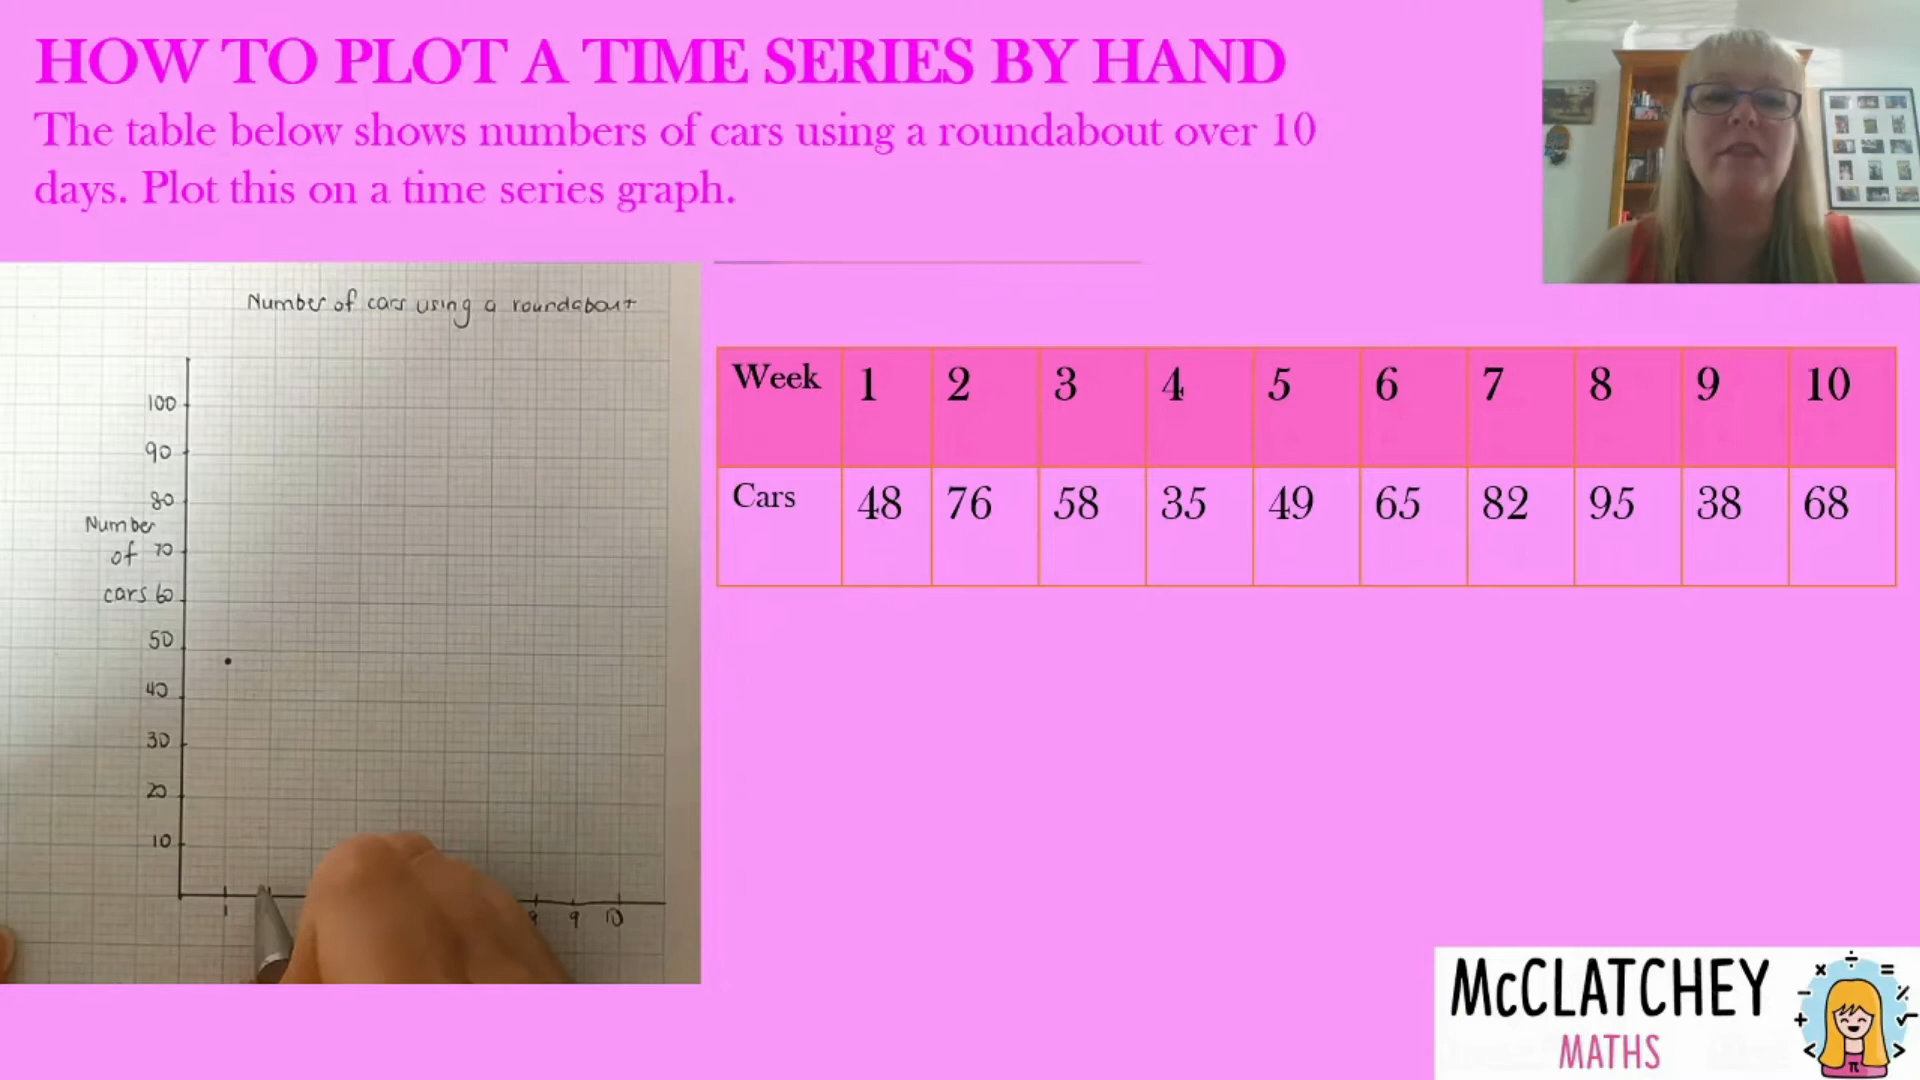 HOW TO PLOT A TIME SERIES BY HAND
The table below shows numbers of cars using a roundabout over 10
days. Plot this on a time series graph.
Number of cars using a roundabout
100
90
80
Number
of 70
cars 60
50
40
30
20
10
1 9 10
Week 1 2 3 4 5 6 7 8 9 10
Cars 48 76 58 35 49 65 82 95 38 68
McCLATCHEY
MATHS